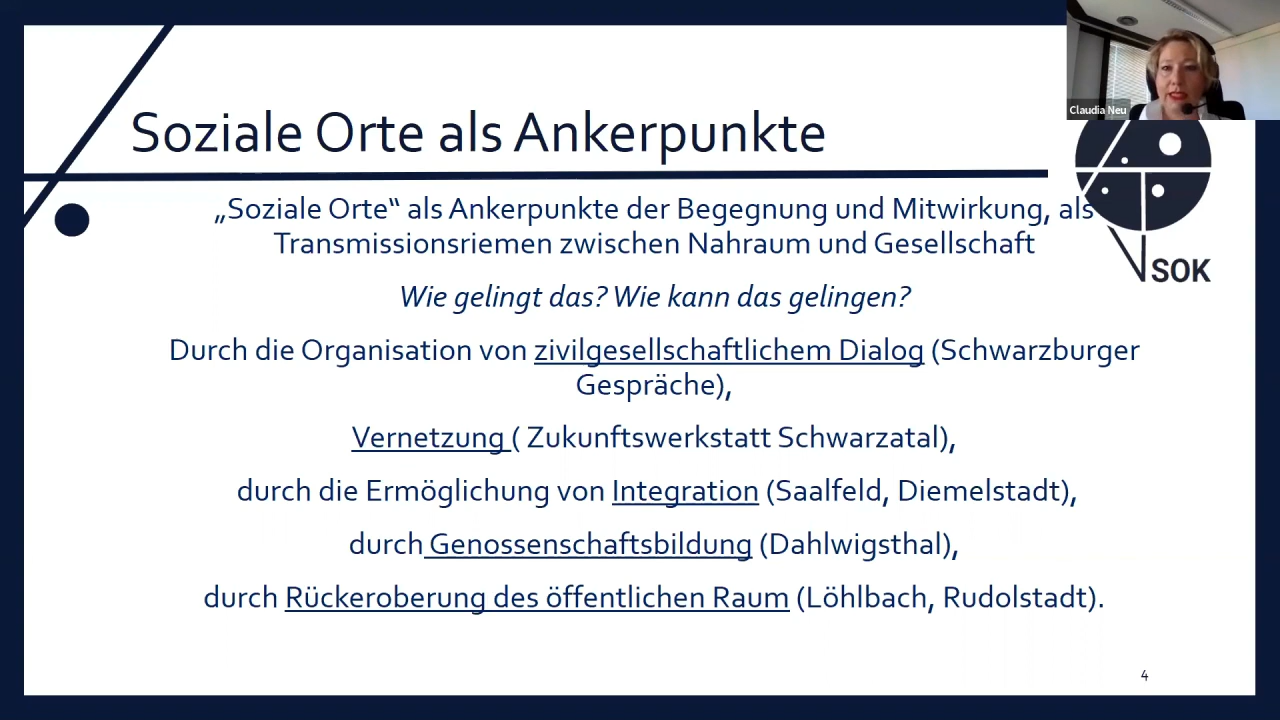 Claudia Neu
Soziale Orte als Ankerpunkte
„Soziale Orte“ als Ankerpunkte der Begegnung und Mitwirkung, als
Transmissionsriemen zwischen Nahraum und Gesellschaft
SOK
Wie gelingt das? Wie kann das gelingen?
Durch die Organisation von zivilgesellschaftlichem Dialog (Schwarzburger
Gespräche),
Vernetzung ( Zukunftswerkstatt Schwarzatal),
durch die Ermöglichung von Integration (Saalfeld, Diemelstadt),
durch Genossenschaftsbildung (Dahlwigsthal),
durch Rückeroberung des öffentlichen Raum (Löhlbach, Rudolstadt).
4